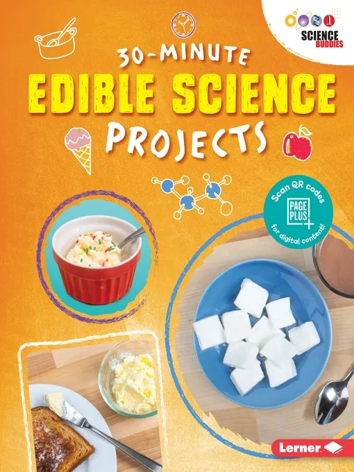 SCIENCE
BUDDIES
30-MINUTE
EDIBLE SCIENCE
PROJECTS
Scan QR codes
PAGE
PLUS
for digital content!
Lerner